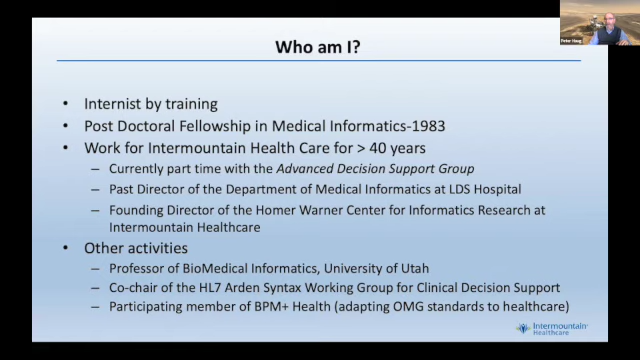 Peter Haug
Who am I?
• Internist by training
• Post Doctoral Fellowship in Medical Informatics-1983
• Work for Intermountain Health Care for > 40 years
– Currently part time with the Advanced Decision Support Group
– Past Director of the Department of Medical Informatics at LDS Hospital
– Founding Director of the Homer Warner Center for Informatics Research at
Intermountain Healthcare
• Other activities
– Professor of BioMedical Informatics, University of Utah
– Co-chair of the HL7 Arden Syntax Working Group for Clinical Decision Support
– Participating member of BPM+ Health (adapting OMG standards to healthcare)
Intermountain
Healthcare